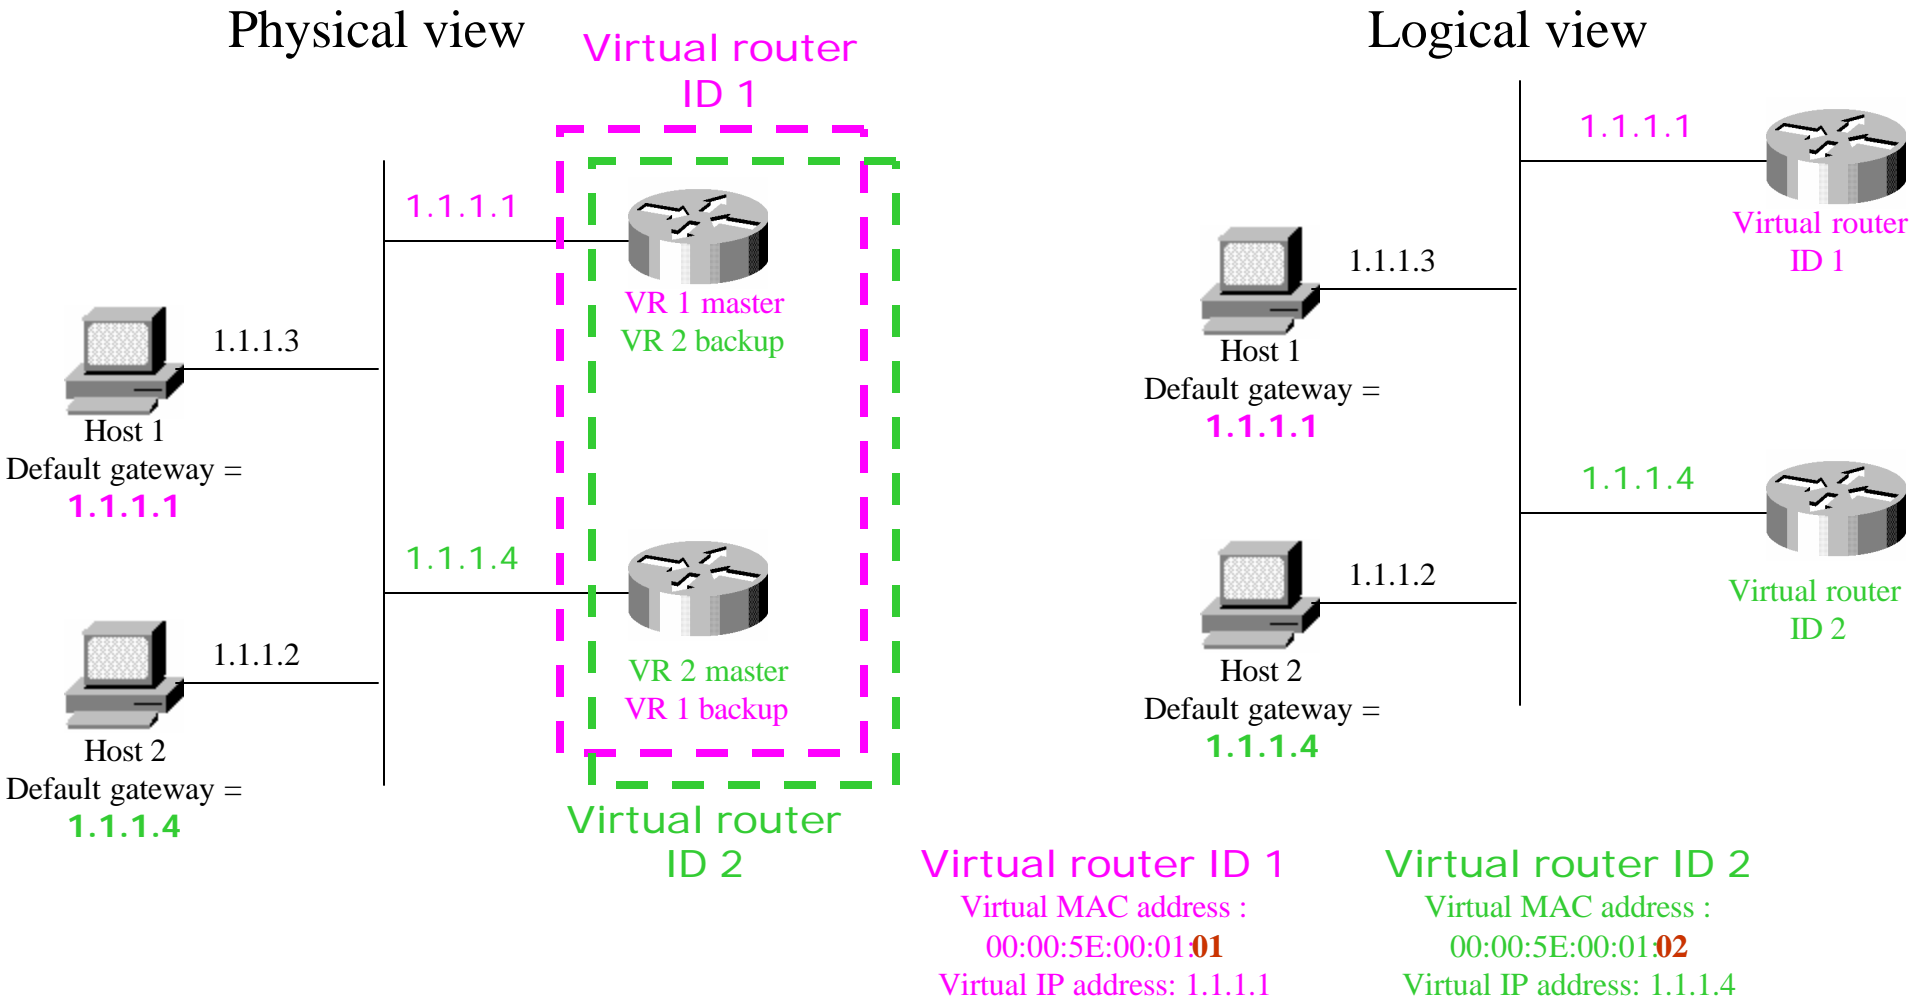 Physical view
Virtual router
ID 1
1.1.1.1
VR 1 master
VR 2 backup
1.1.1.3
Host 1
Default gateway =
1.1.1.1
1.1.1.4
VR 2 master
VR 1 backup
1.1.1.2
Host 2
Default gateway =
1.1.1.4
Virtual router
ID 2
Logical view
1.1.1.1
Virtual router
ID 1
1.1.1.3
Host 1
Default gateway =
1.1.1.1
1.1.1.4
Virtual router
ID 2
1.1.1.2
Host 2
Default gateway =
1.1.1.4
Virtual router ID 1
Virtual MAC address :
00:00:5E:00:01:01
Virtual IP address: 1.1.1.1
Virtual router ID 2
Virtual MAC address :
00:00:5E:00:01:02
Virtual IP address: 1.1.1.4